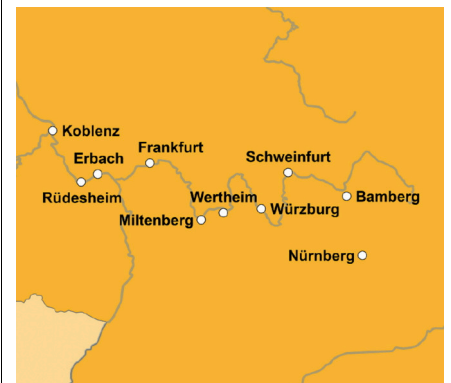 Koblenz
Frankfurt
Erbach
Schweinfurt
Rüdesheim
Wertheim
Bamberg
Miltenberg
Würzburg
Nürnberg